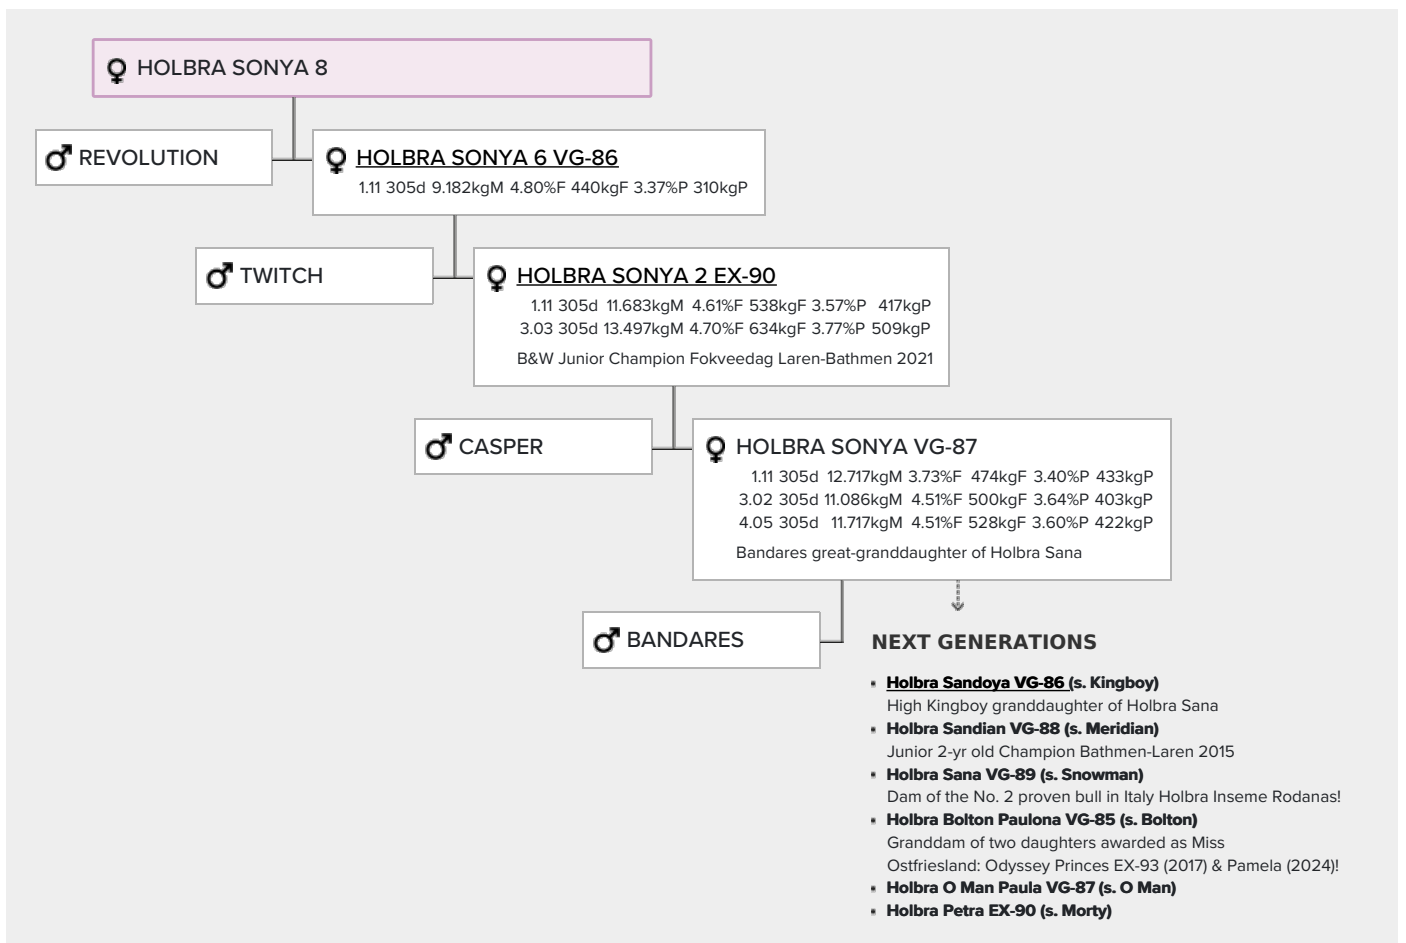 HOLBRA SONYA 8
REVOLUTION
HOLBRA SONYA 6 VG-86
1.11 305d 9.182kgM 4.80%F 440kgF 3.37%P 310kgP
TWITCH
HOLBRA SONYA 2 EX-90
1.11 305d 11.683kgM 4.61%F 538kgF 3.57%P 417kgP
3.03 305d 13.497kgM 4.70%F 634kgF 3.77%P 509kgP
B&W Junior Champion Fokveedag Laren-Bathmen 2021
CASPER
HOLBRA SONYA VG-87
1.11 305d 12.717kgM 3.73%F 474kgF 3.40%P 433kgP
3.02 305d 11.086kgM 4.51%F 500kgF 3.64%P 403kgP
4.05 305d 11.717kgM 4.51%F 528kgF 3.60%P 422kgP
Bandares great-granddaughter of Holbra Sana
BANDARES
NEXT GENERATIONS
Holbra Sandoya VG-86 (s. Kingboy)
High Kingboy granddaughter of Holbra Sana
Holbra Sandian VG-88 (s. Meridian)
Junior 2-yr old Champion Bathmen-Laren 2015
Holbra Sana VG-89 (s. Snowman)
Dam of the No. 2 proven bull in Italy Holbra Inseme Rodanas!
Holbra Bolton Paulona VG-85 (s. Bolton)
Granddam of two daughters awarded as Miss
Ostfriesland: Odyssey Princes EX-93 (2017) & Pamela (2024)!
Holbra O Man Paula VG-87 (s. O Man)
Holbra Petra EX-90 (s. Morty)